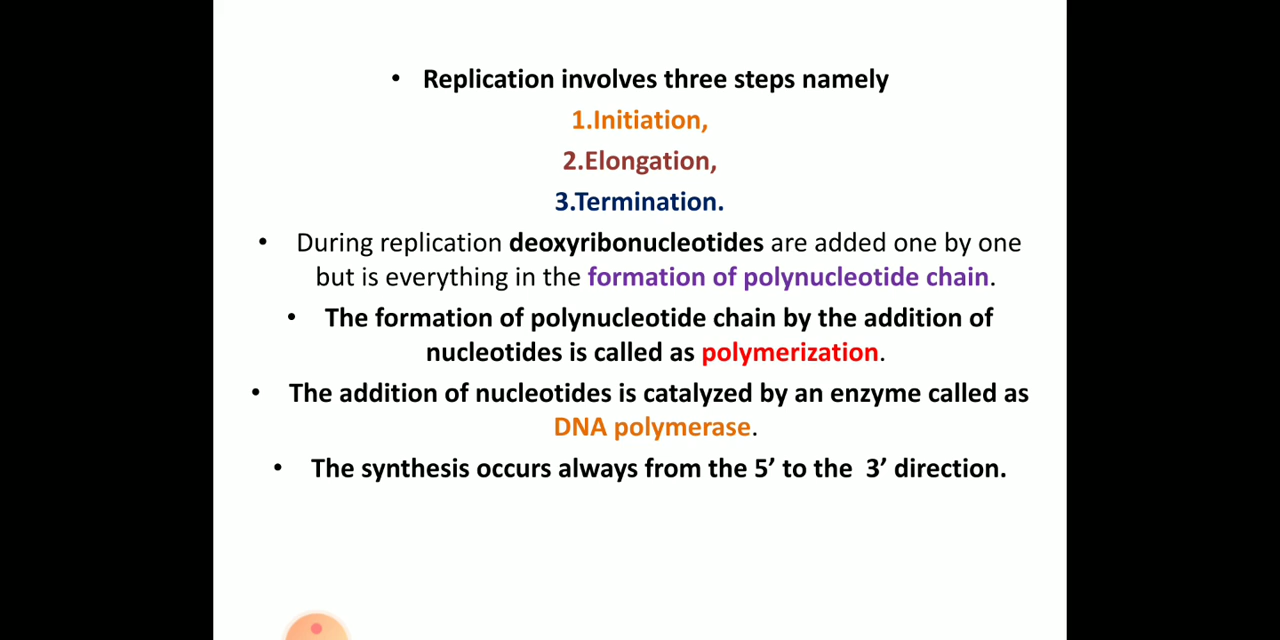 • Replication involves three steps namely
1.Initiation,
2.Elongation,
3.Termination.
• During replication deoxyribonucleotides are added one by one
but is everything in the formation of polynucleotide chain.
• The formation of polynucleotide chain by the addition of
nucleotides is called as polymerization.
• The addition of nucleotides is catalyzed by an enzyme called as
DNA polymerase.
• The synthesis occurs always from the 5’ to the 3’ direction.